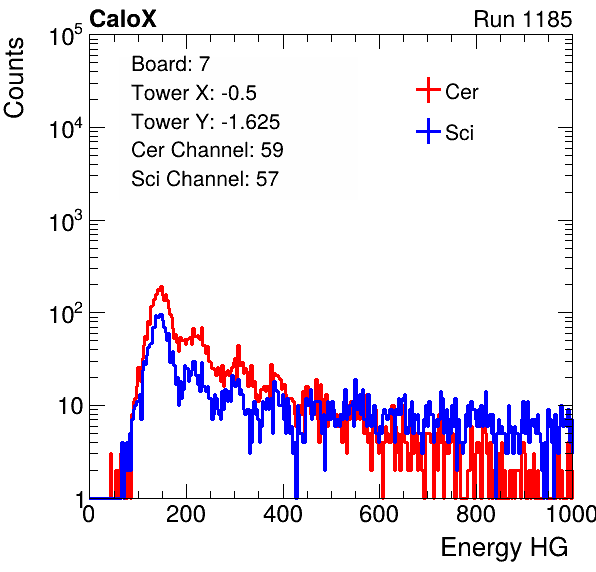 CaloX Run 1185
Counts
10^5
10^4
10^3
10^2
10
1
Board: 7
Tower X: -0.5
Tower Y: -1.625
Cer Channel: 59
Sci Channel: 57
Cer
Sci
0 200 400 600 800 1000
Energy HG